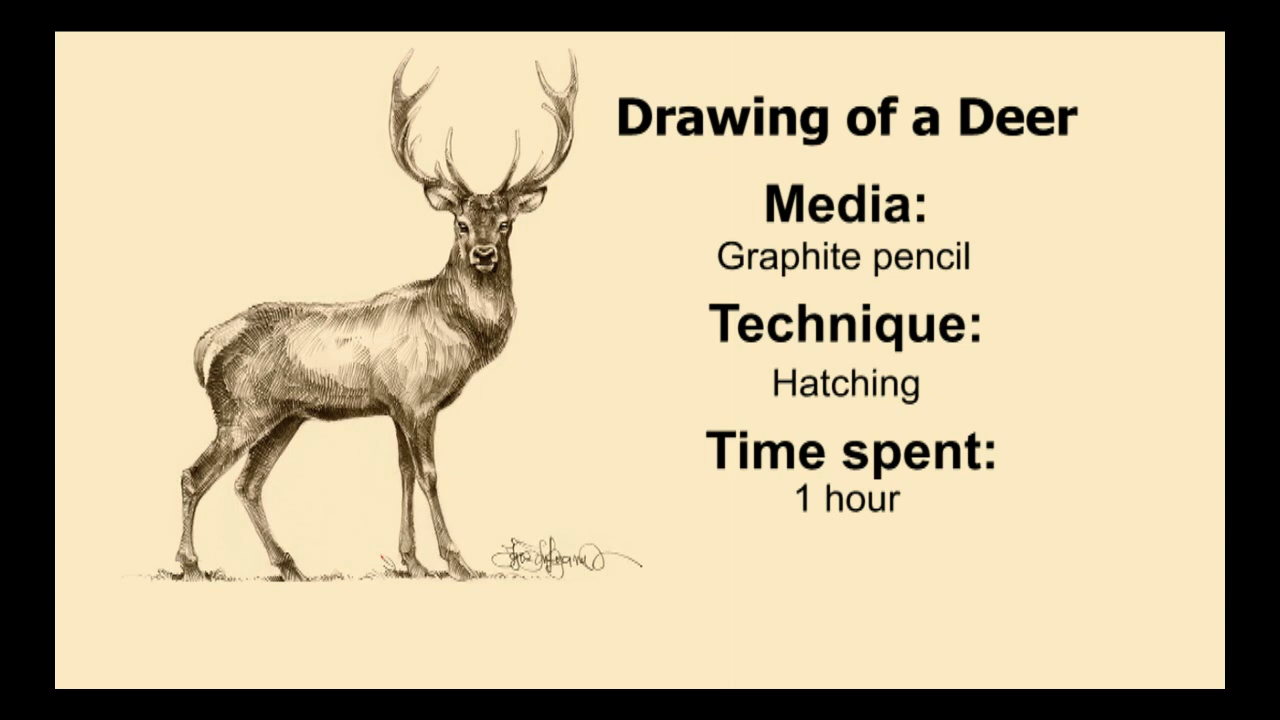 Drawing of a Deer
Media:
Graphite pencil
Technique:
Hatching
Time spent:
1 hour